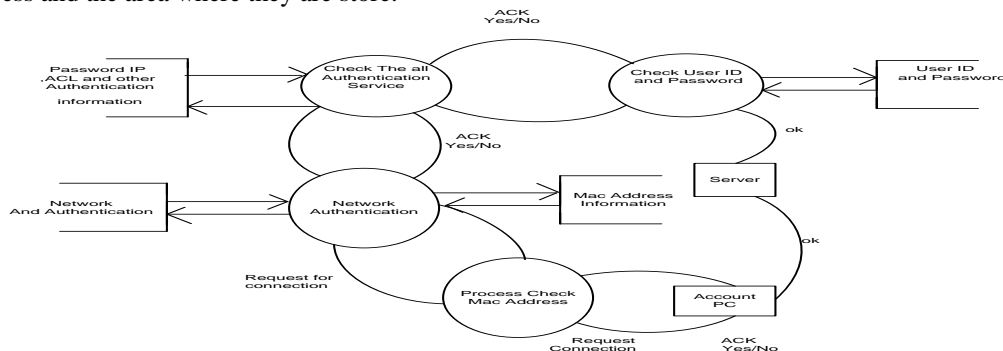 ess and the area where they are store.
ACK
Yes/No
Password IP
,ACL and other
Authentication
information
Check The all
Authentication
Service
Check User ID
and Password
User ID
and Password
ACK
Yes/No
ok
Server
Network
And Authentication
Network
Authentication
Mac Address
Information
ok
Request for
connection
Process Check
Mac Address
Account
PC
Request
Connection
ACK
Yes/No